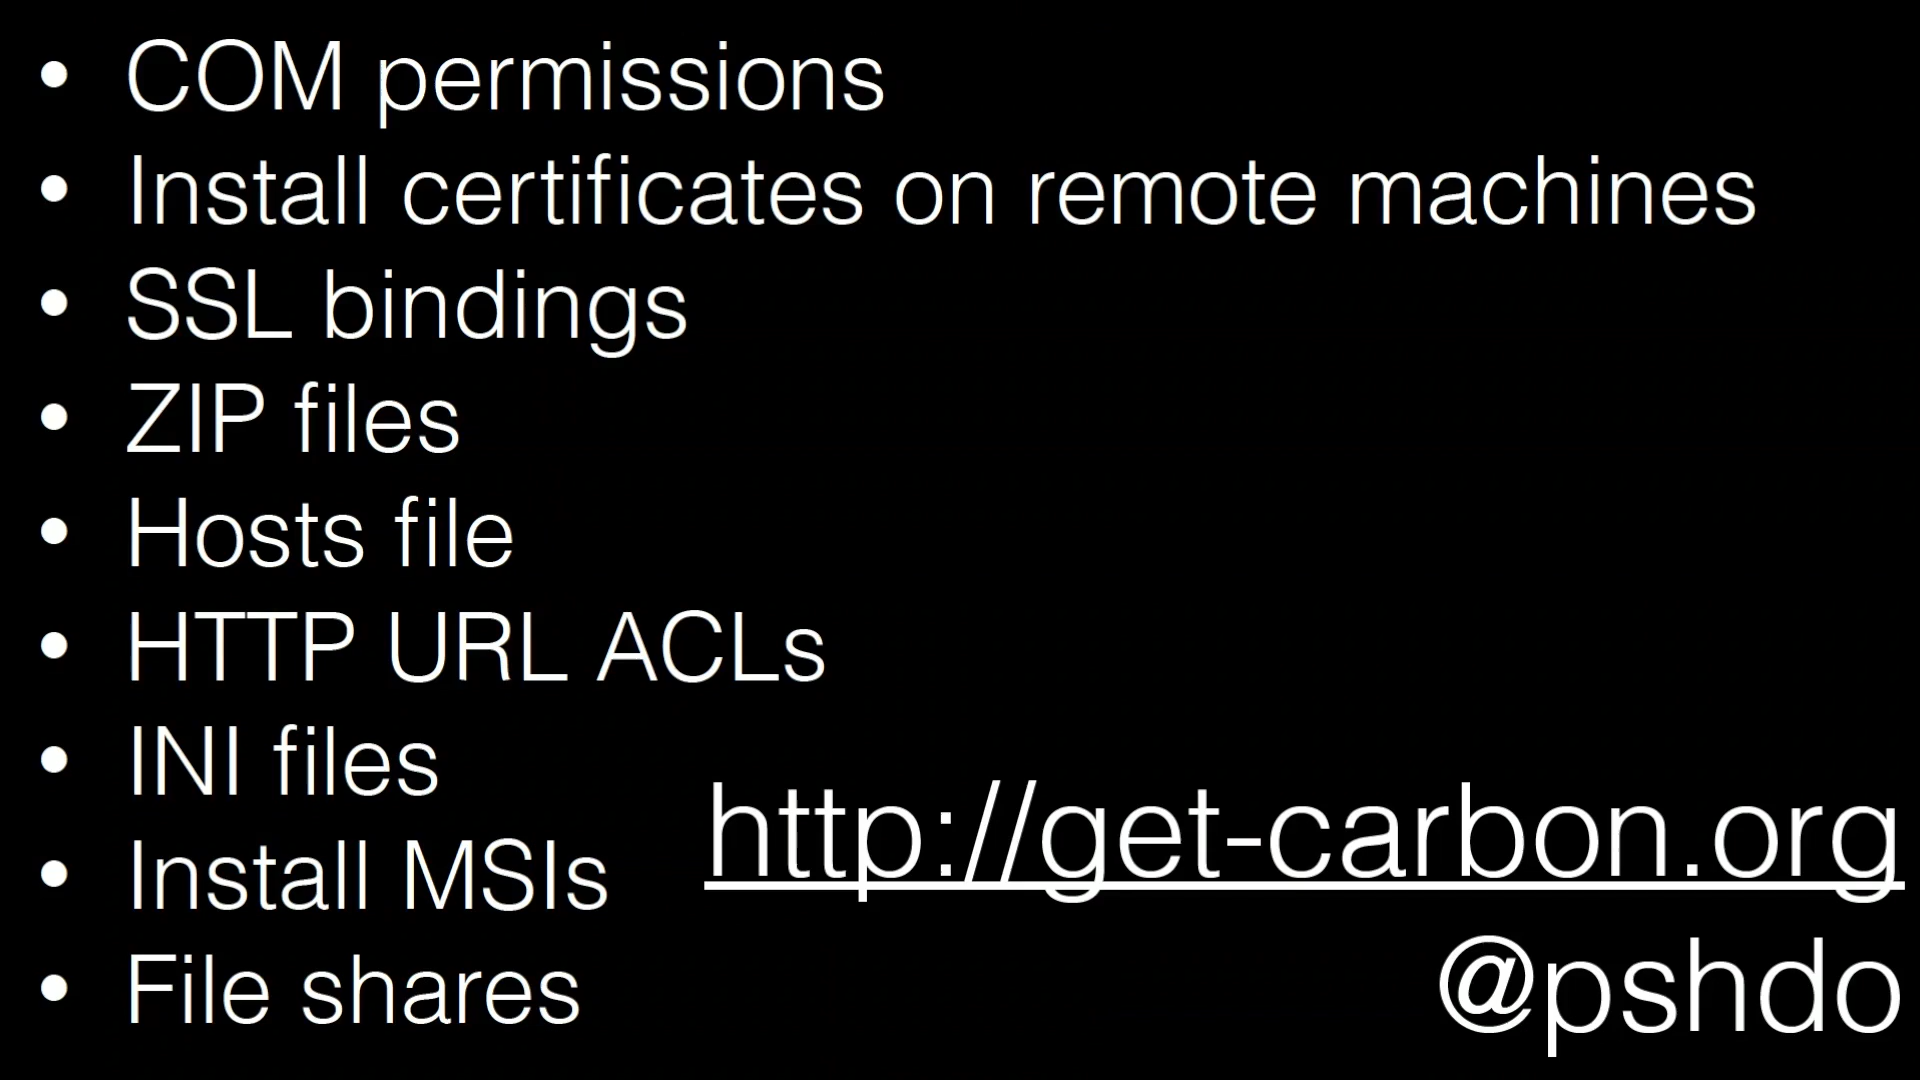 • COM permissions
• Install certificates on remote machines
• SSL bindings
• ZIP files
• Hosts file
• HTTP URL ACLs
• INI files
• Install MSIs
• File shares
http://get-carbon.org
@pshdo